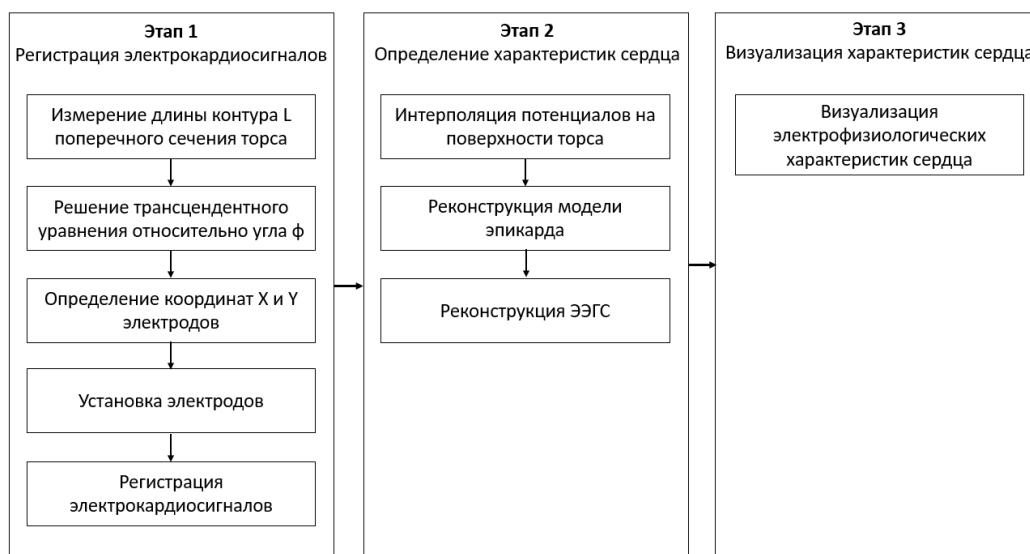 Этап 1
Регистрация электрокардиосигналов
Измерение длины контура L
поперечного сечения торса
Решение трансцендентного
уравнения относительно угла ϕ
Определение координат X и Y
электродов
Установка электродов
Регистрация
электрокардиосигналов
Этап 2
Определение характеристик сердца
Интерполяция потенциалов на
поверхности торса
Реконструкция модели
эпикарда
Реконструкция ЭЭГС
Этап 3
Визуализация характеристик сердца
Визуализация
электрофизиологических
характеристик сердца